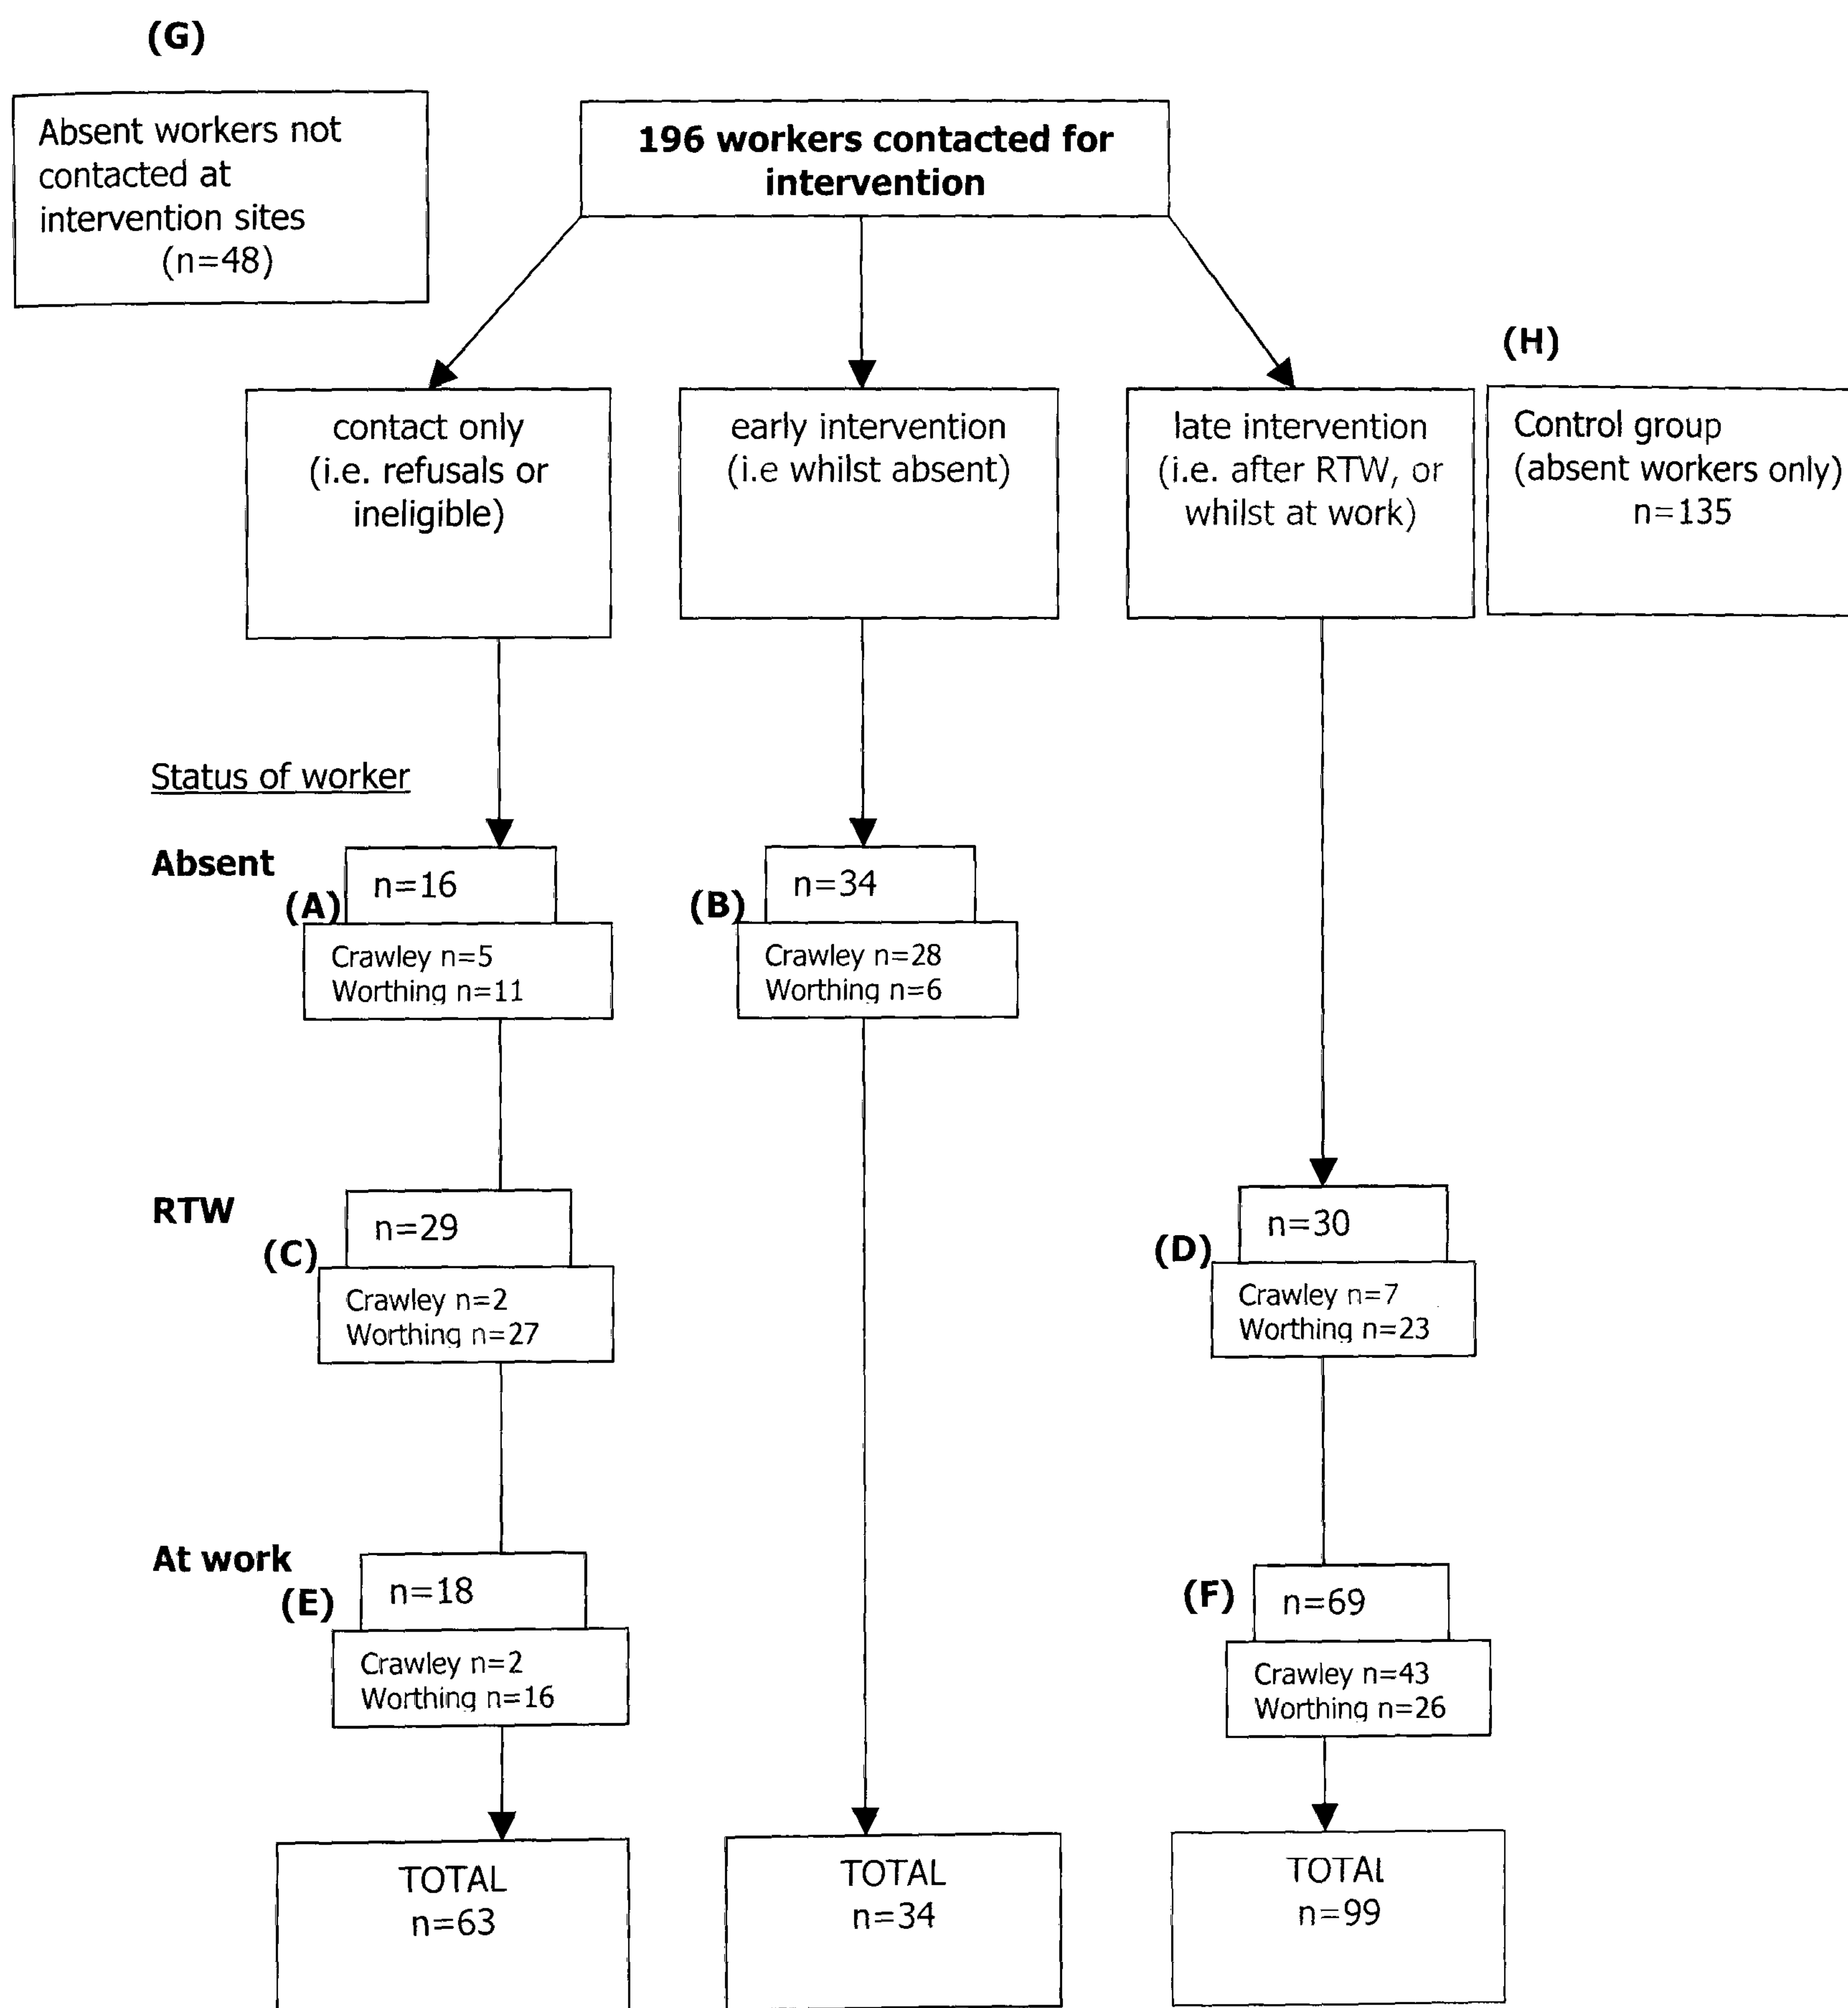 (G)
Absent workers not
contacted at
intervention sites
(n=48)
196 workers contacted for
intervention
(H)
contact only
(i.e. refusals or
ineligible)
early intervention
(i.e whilst absent)
late intervention
(i.e. after RTW, or
whilst at work)
Control group
(absent workers only)
n=135
Status of worker
Absent
(A)
n=16
Crawley n=5
Worthing n=11
(B)
n=34
Crawley n=28
Worthing n=6
RTW
(C)
n=29
Crawley n=2
Worthing n=27
(D)
n=30
Crawley n=7
Worthing n=23
At work
(E)
n=18
Crawley n=2
Worthing n=16
(F)
n=69
Crawley n=43
Worthing n=26
TOTAL
n=63
TOTAL
n=34
TOTAL
n=99